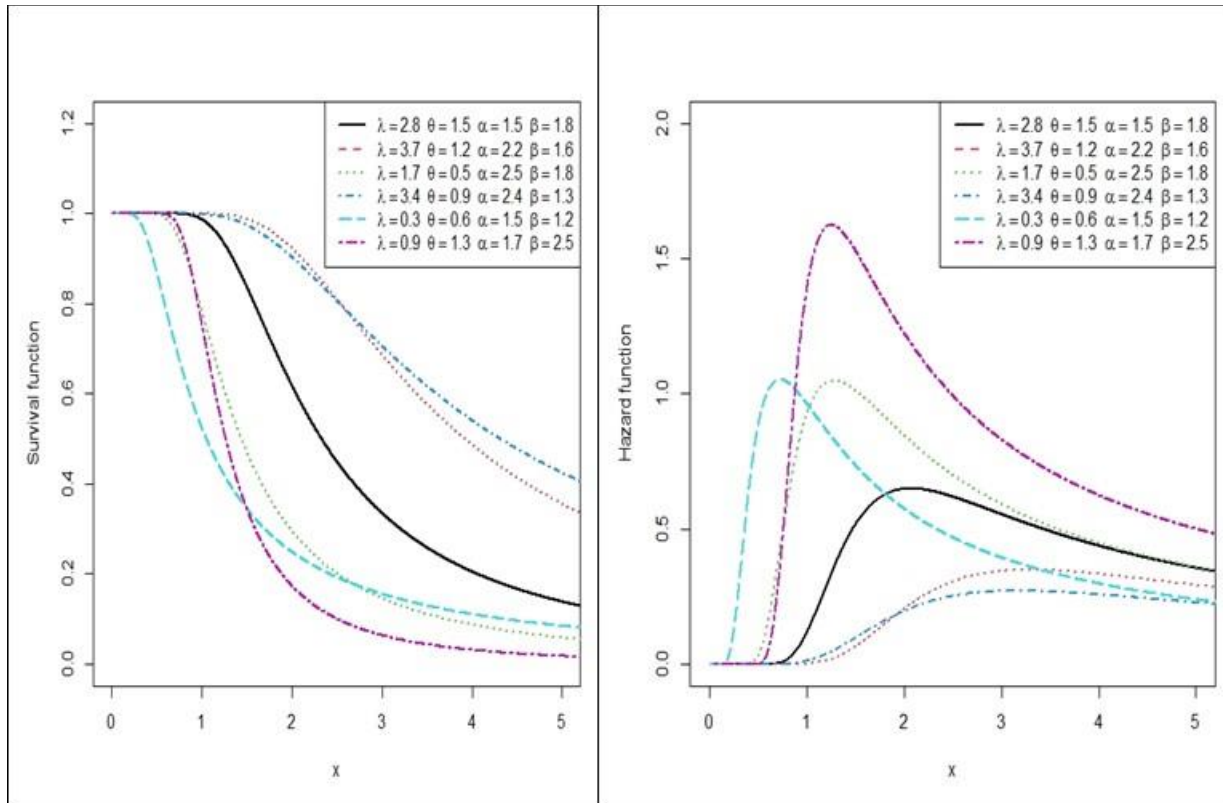 λ=2.8 θ=1.5 α=1.5 β=1.8
λ=3.7 θ=1.2 α=2.2 β=1.6
λ=1.7 θ=0.5 α=2.5 β=1.8
λ=3.4 θ=0.9 α=2.4 β=1.3
λ=0.3 θ=0.6 α=1.5 β=1.2
λ=0.9 θ=1.3 α=1.7 β=2.5
Survival function
1.2
1.0
0.8
0.6
0.4
0.2
0.0
0 1 2 3 4 5
x
λ=2.8 θ=1.5 α=1.5 β=1.8
λ=3.7 θ=1.2 α=2.2 β=1.6
λ=1.7 θ=0.5 α=2.5 β=1.8
λ=3.4 θ=0.9 α=2.4 β=1.3
λ=0.3 θ=0.6 α=1.5 β=1.2
λ=0.9 θ=1.3 α=1.7 β=2.5
Hazard function
2.0
1.5
1.0
0.5
0.0
0 1 2 3 4 5
x